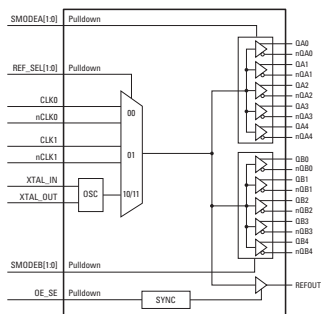 SMODEA[1:0] Pulldown
REF_SEL[1:0] Pulldown
CLK0
nCLK0
CLK1
nCLK1
XTAL_IN
XTAL_OUT
OSC
00
01
10/11
QA0
nQA0
QA1
nQA1
QA2
nQA2
QA3
nQA3
QA4
nQA4
QB0
nQB0
QB1
nQB1
QB2
nQB2
QB3
nQB3
QB4
nQB4
SMODEB[1:0] Pulldown
REFOUT
OE_SE Pulldown
SYNC